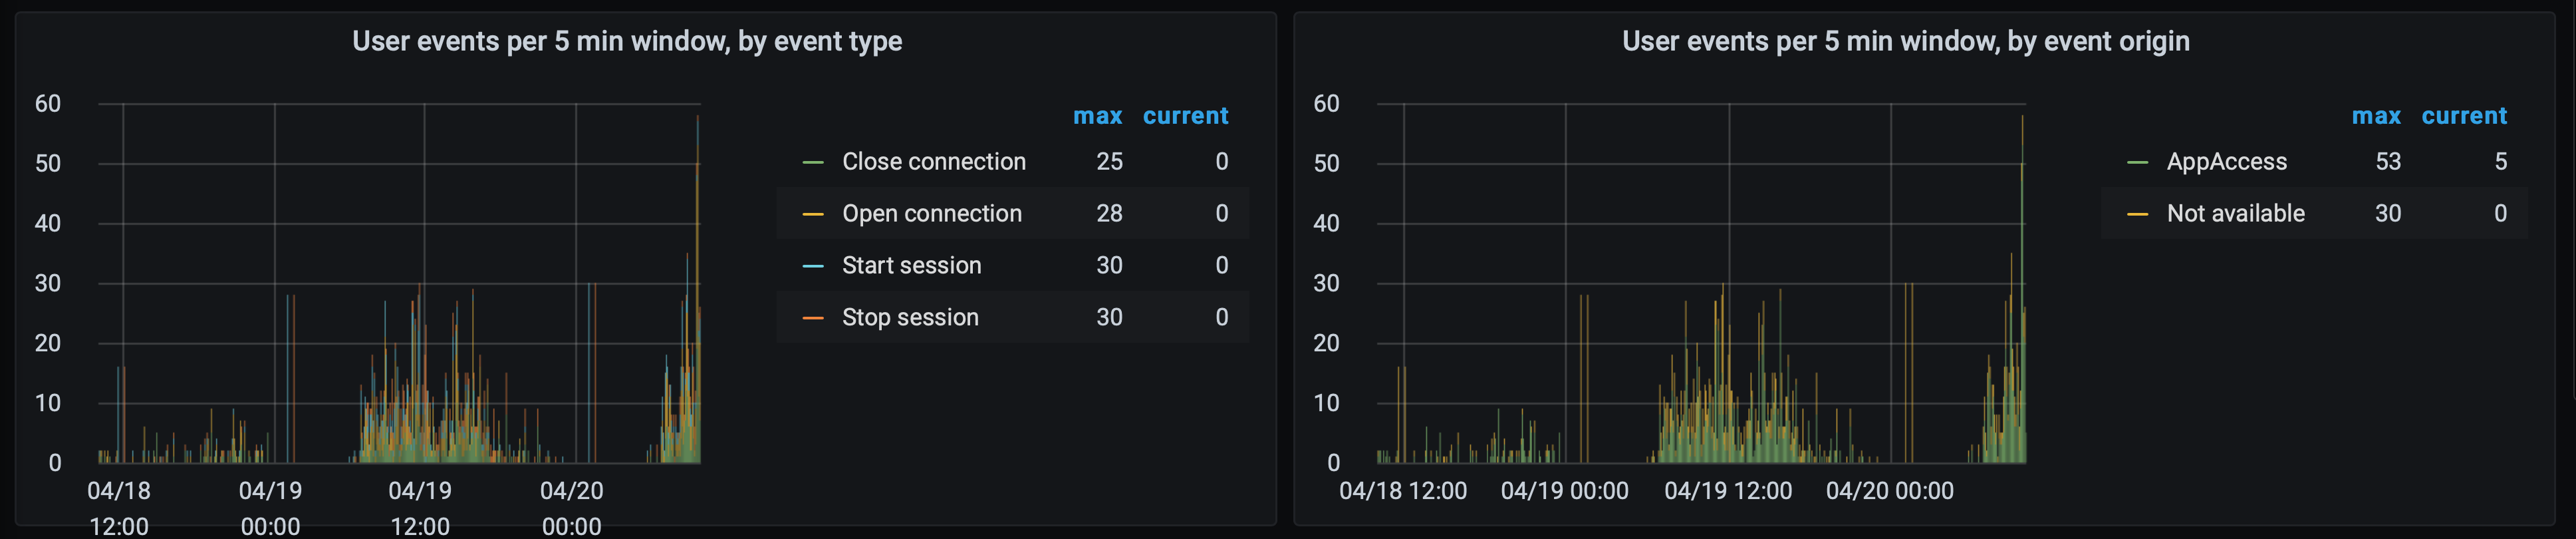 User events per 5 min window, by event type
60
50
40
30
20
10
0
04/18 12:00
04/19 00:00
04/19 12:00
04/20 00:00
max current
Close connection 25 0
Open connection 28 0
Start session 30 0
Stop session 30 0
User events per 5 min window, by event origin
60
50
40
30
20
10
0
04/18 12:00 04/19 00:00 04/19 12:00 04/20 00:00
max current
AppAccess 53 5
Not available 30 0